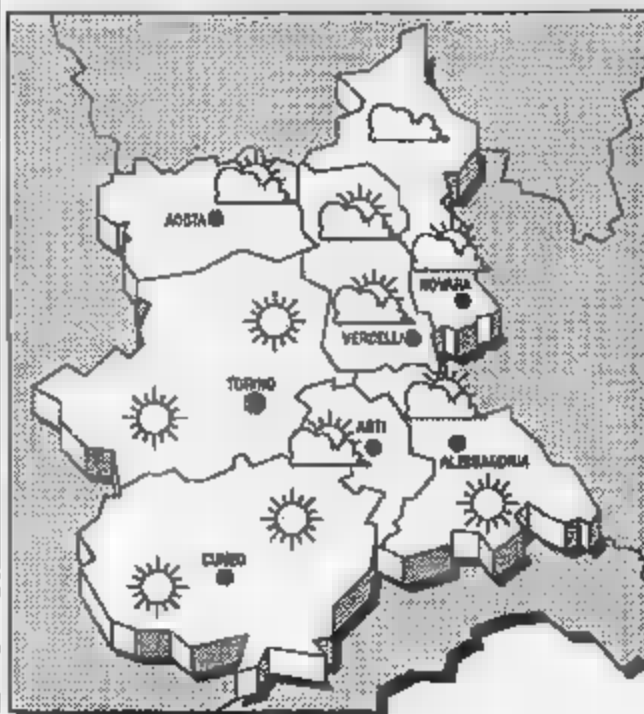 AOSTA
NOVARA
VERCELLI
TORINO
ASTI
ALESSANDRIA
CUNEO